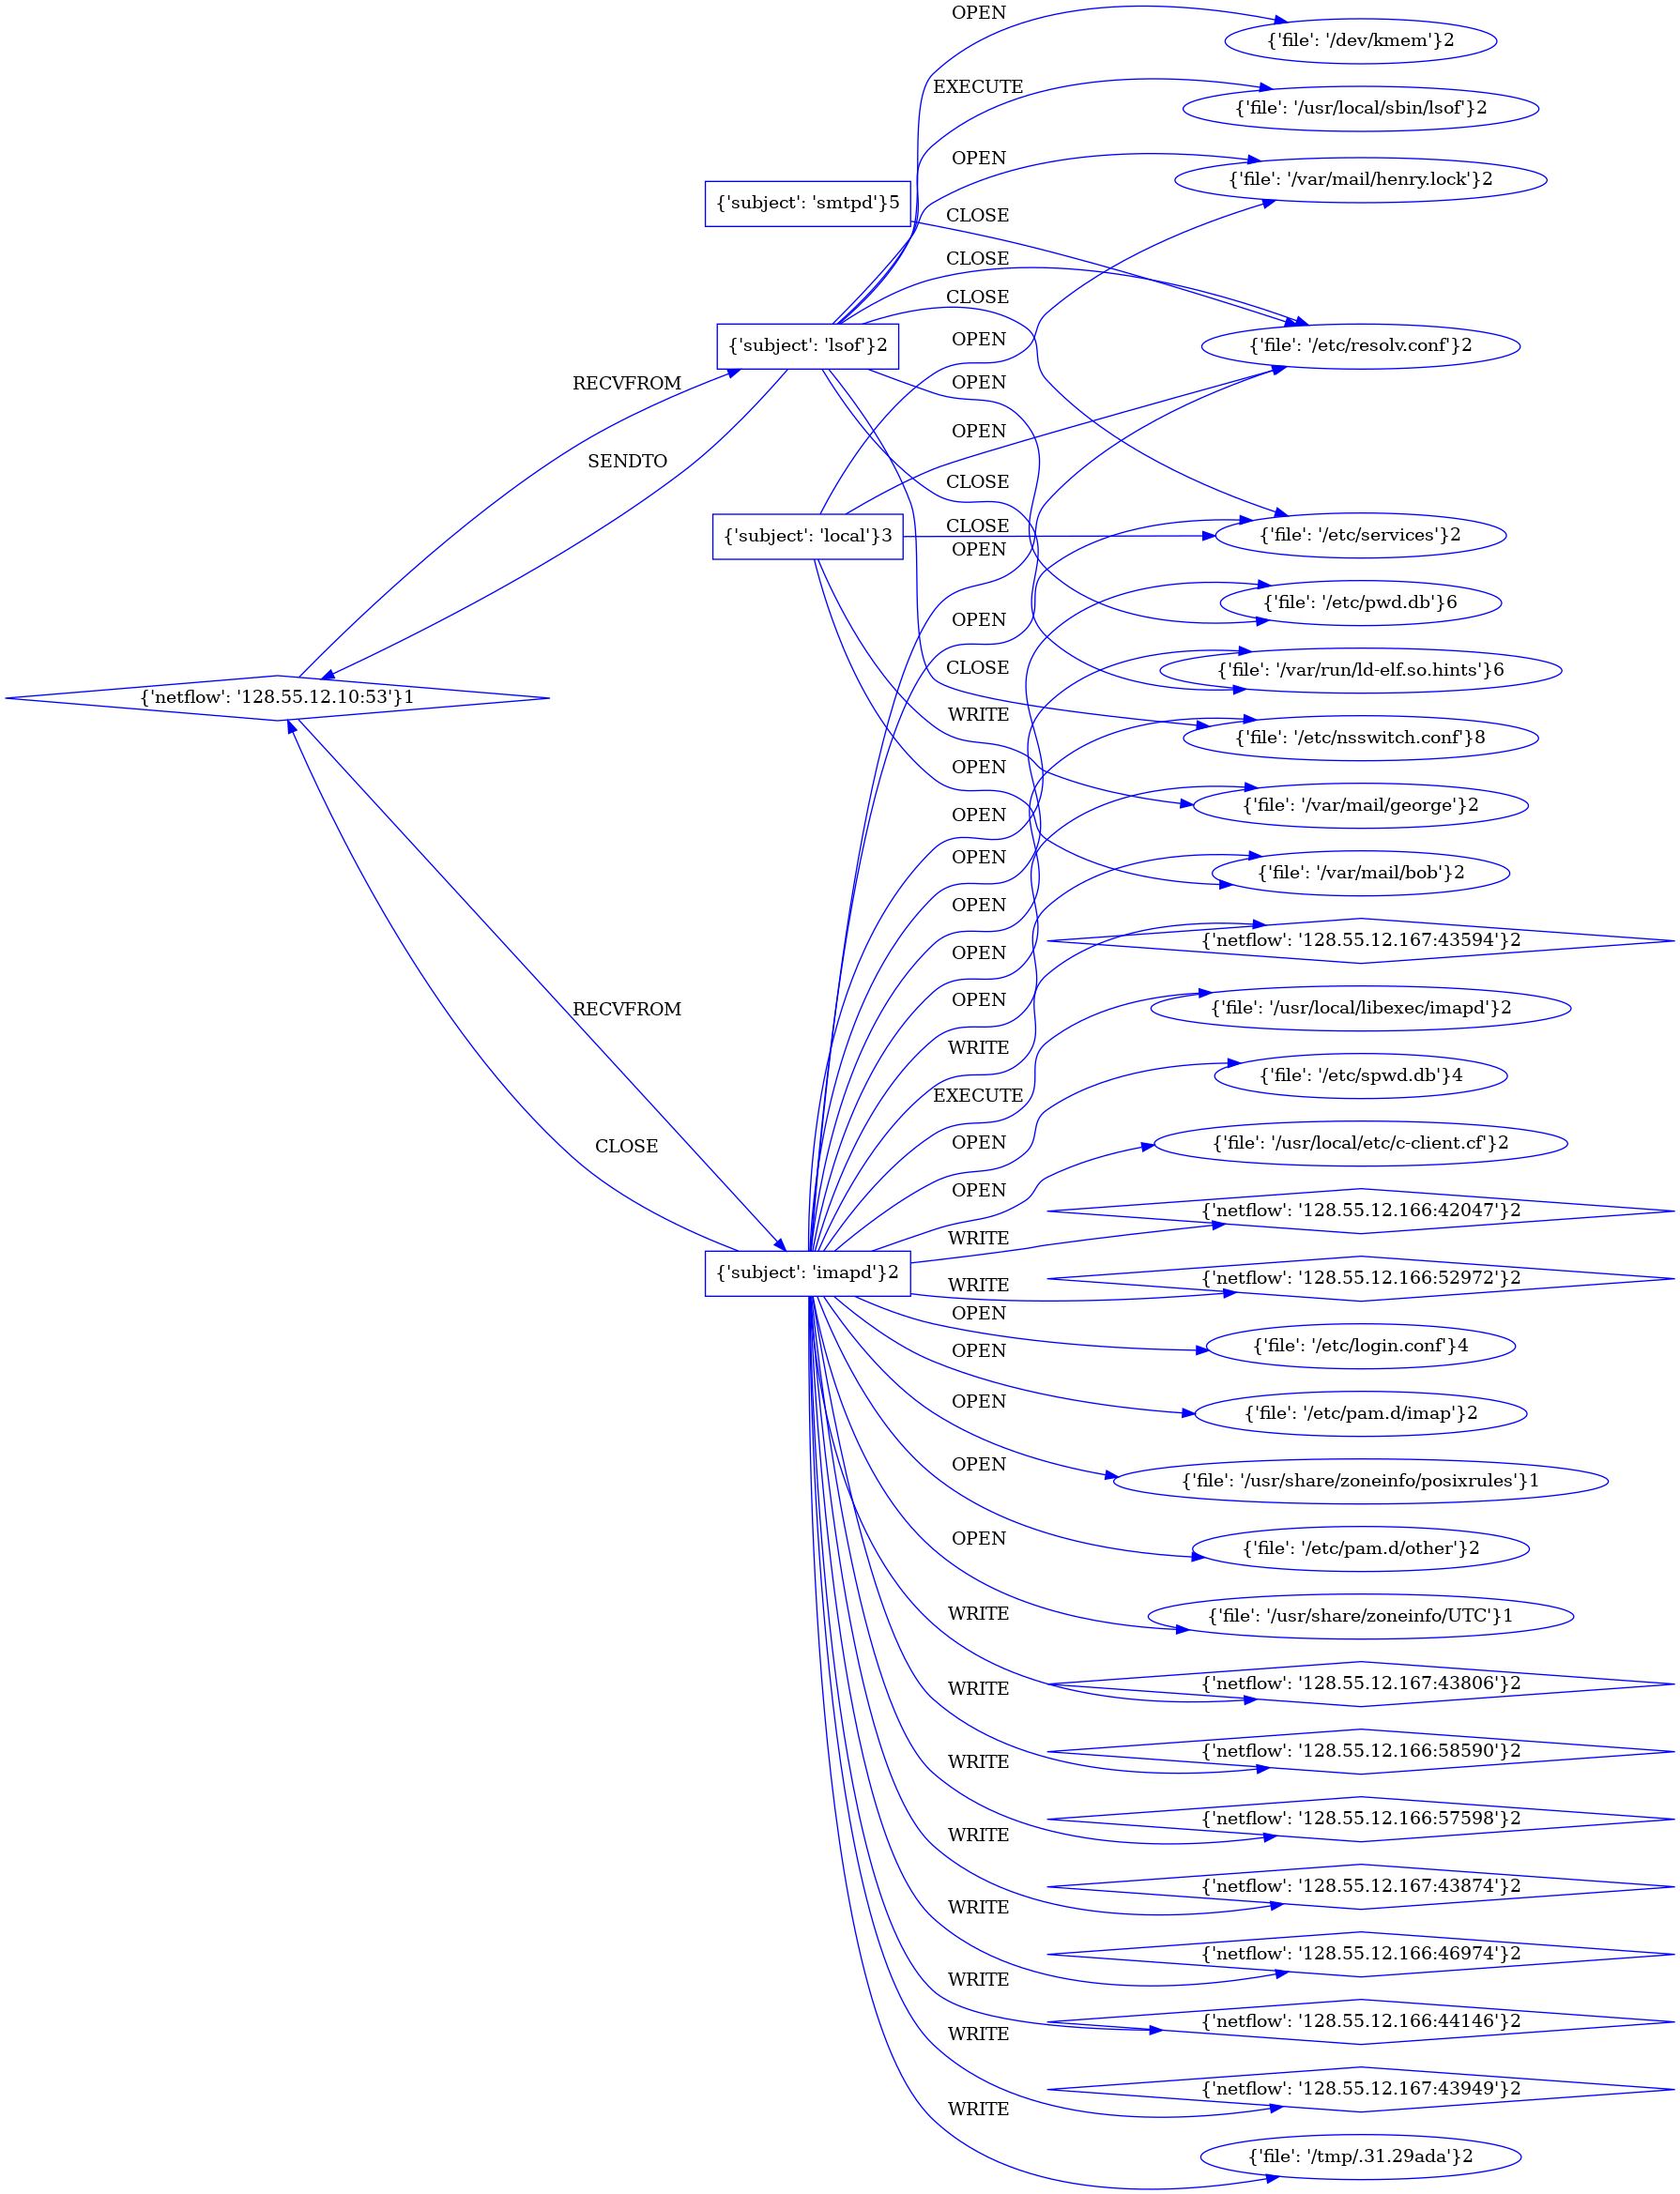 OPEN
{'file': '/dev/kmem'}2
EXECUTE
{'file': '/usr/local/sbin/lsof'}2
OPEN
{'file': '/var/mail/henry.lock'}2
{'subject': 'smtpd'}5
CLOSE
CLOSE
CLOSE
{'subject': 'lsof'}2
OPEN
{'file': '/etc/resolv.conf'}2
RECVFROM
OPEN
OPEN
SENDTO
CLOSE
{'subject': 'local'}3
CLOSE
{'file': '/etc/services'}2
OPEN
{'file': '/etc/pwd.db'}6
OPEN
CLOSE
{'file': '/var/run/ld-elf.so.hints'}6
{'netflow': '128.55.12.10:53'}1
WRITE
{'file': '/etc/nsswitch.conf'}8
OPEN
{'file': '/var/mail/george'}2
OPEN
OPEN
{'file': '/var/mail/bob'}2
OPEN
{'netflow': '128.55.12.167:43594'}2
OPEN
OPEN
{'file': '/usr/local/libexec/imapd'}2
RECVFROM
WRITE
{'file': '/etc/spwd.db'}4
EXECUTE
CLOSE
OPEN
{'file': '/usr/local/etc/c-client.cf'}2
OPEN
{'netflow': '128.55.12.166:42047'}2
WRITE
{'subject': 'imapd'}2
WRITE
{'netflow': '128.55.12.166:52972'}2
OPEN
{'file': '/etc/login.conf'}4
OPEN
OPEN
{'file': '/etc/pam.d/imap'}2
OPEN
{'file': '/usr/share/zoneinfo/posixrules'}1
OPEN
{'file': '/etc/pam.d/other'}2
WRITE
{'file': '/usr/share/zoneinfo/UTC'}1
WRITE
{'netflow': '128.55.12.167:43806'}2
WRITE
{'netflow': '128.55.12.166:58590'}2
WRITE
{'netflow': '128.55.12.166:57598'}2
WRITE
{'netflow': '128.55.12.167:43874'}2
WRITE
{'netflow': '128.55.12.166:46974'}2
WRITE
{'netflow': '128.55.12.166:44146'}2
WRITE
{'netflow': '128.55.12.167:43949'}2
{'file': '/tmp/.31.29ada'}2